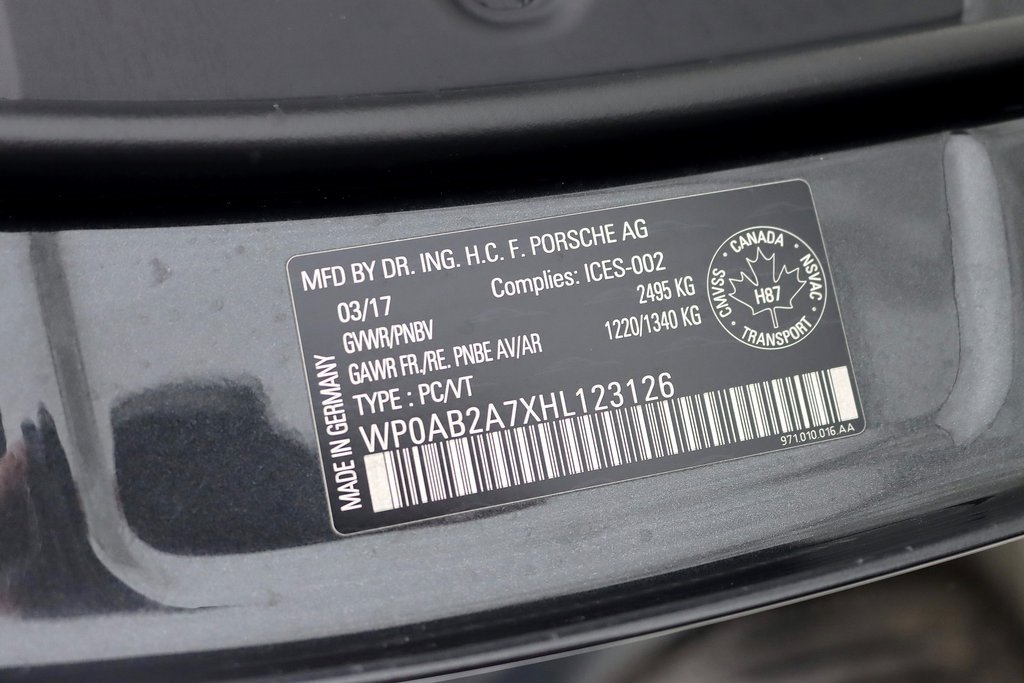 MFD BY DR. ING. H.C. F. PORSCHE AG
03/17 Complies: ICES-002
GVWR/PNBV 2495 KG
GAWR FR./RE. PNBE AV/AR 1220/1340 KG
TYPE : PC/VT
WP0AB2A7XHL123126
971.010.016.AA
MADE IN GERMANY
CANADA
CMVSS · NSVAC
H87
TRANSPORT